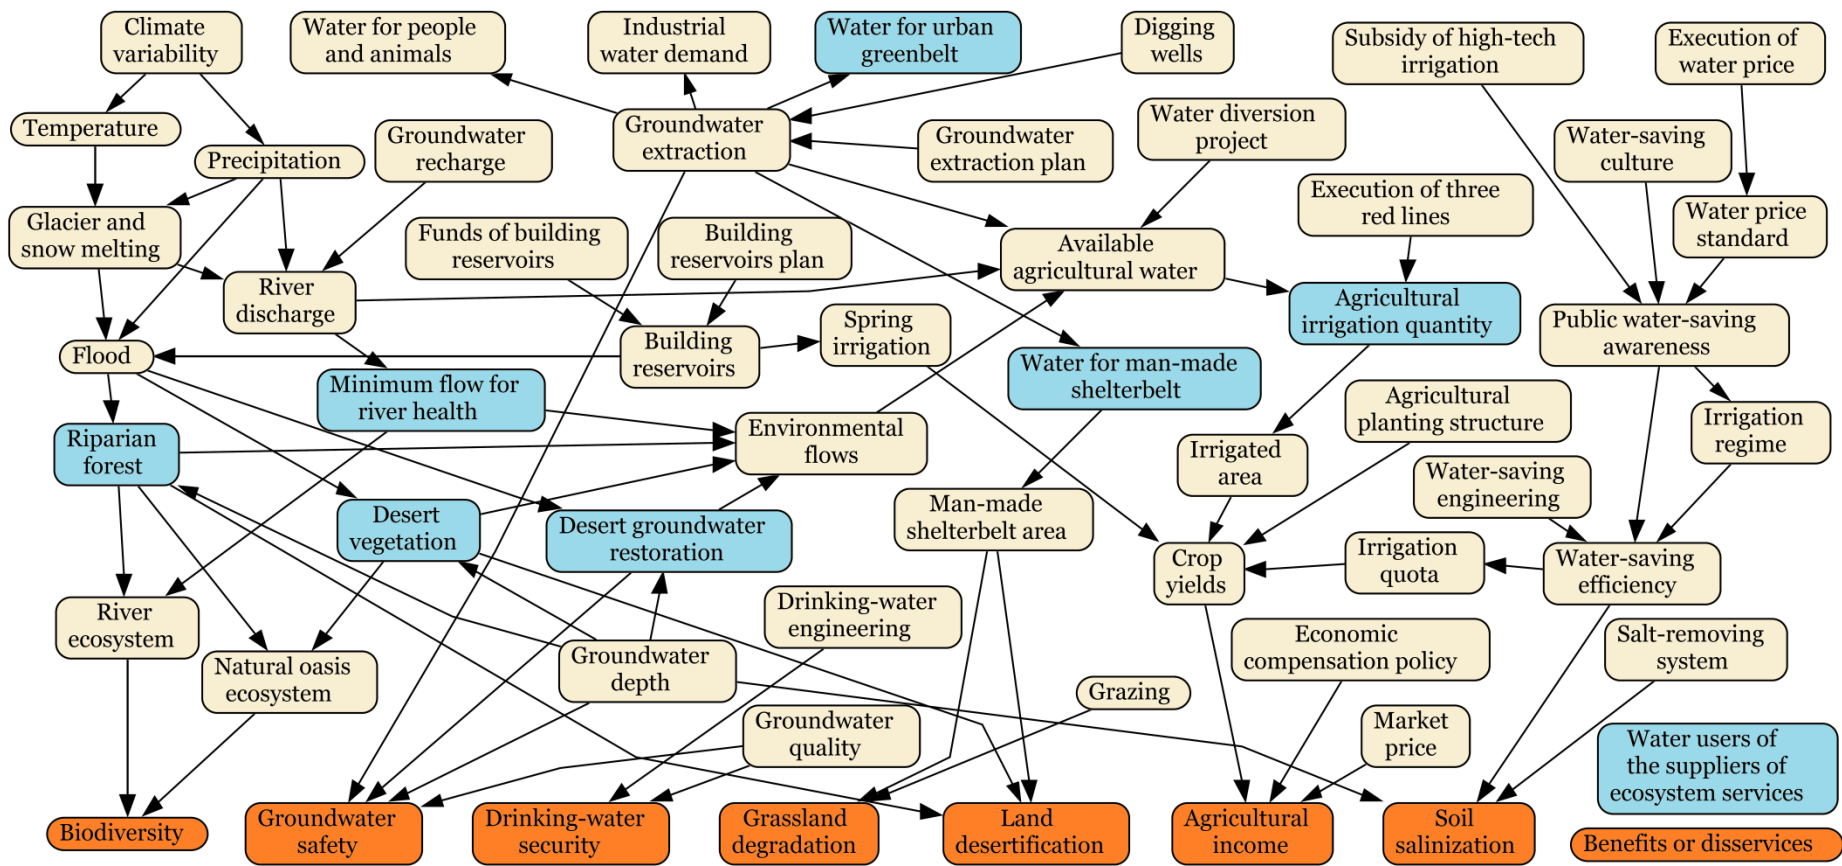 Climate
variability
Water for people
and animals
Industrial
water demand
Water for urban
greenbelt
Digging
wells
Subsidy of high-tech
irrigation
Execution of
water price
Temperature
Precipitation
Groundwater
recharge
Groundwater
extraction
Groundwater
extraction plan
Water diversion
project
Water-saving
culture
Execution of three
red lines
Water price
standard
Glacier and
snow melting
River
discharge
Funds of building
reservoirs
Building
reservoirs plan
Available
agricultural water
Agricultural
irrigation quantity
Public water-saving
awareness
Flood
Building
reservoirs
Spring
irrigation
Water for man-made
shelterbelt
Minimum flow for
river health
Environmental
flows
Agricultural
planting structure
Irrigation
regime
Riparian
forest
Irrigated
area
Water-saving
engineering
Desert
vegetation
Desert groundwater
restoration
Man-made
shelterbelt area
Crop
yields
Irrigation
quota
Water-saving
efficiency
River
ecosystem
Natural oasis
ecosystem
Groundwater
depth
Drinking-water
engineering
Economic
compensation policy
Salt-removing
system
Grazing
Groundwater
quality
Market
price
Water users of
the suppliers of
ecosystem services
Biodiversity
Groundwater
safety
Drinking-water
security
Grassland
degradation
Land
desertification
Agricultural
income
Soil
salinization
Benefits or disservices